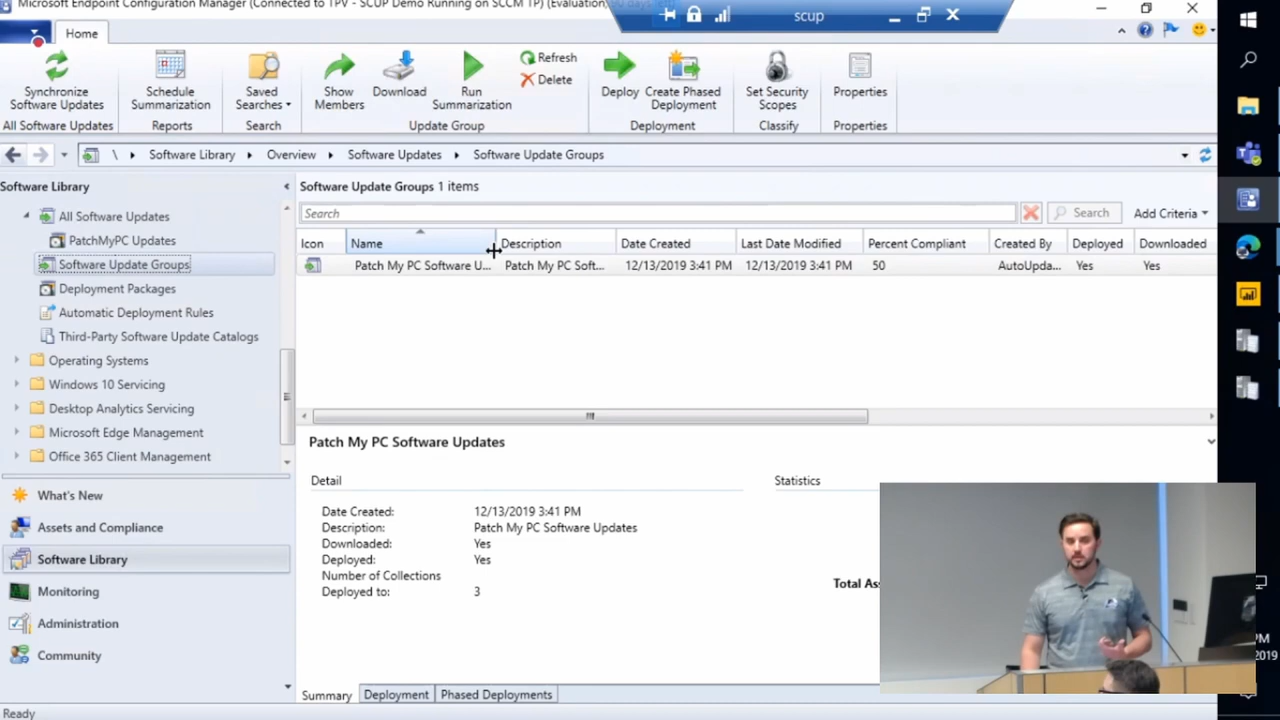 Microsoft Endpoint Configuration Manager (Connected to TPV - SCUP Demo Running on SCCM TP) (Evaluation,
scup
Home
Synchronize Software Updates
Schedule Summarization
Saved Searches
Show Members
Download
Run Summarization
Refresh
Delete
Deploy
Create Phased Deployment
Set Security Scopes
Properties
All Software Updates
Reports
Search
Update Group
Deployment
Classify
Properties
\ Software Library Overview Software Updates Software Update Groups
Software Library
All Software Updates
PatchMyPC Updates
Software Update Groups
Deployment Packages
Automatic Deployment Rules
Third-Party Software Update Catalogs
Operating Systems
Windows 10 Servicing
Desktop Analytics Servicing
Microsoft Edge Management
Office 365 Client Management
What's New
Assets and Compliance
Software Library
Monitoring
Administration
Community
Software Update Groups 1 items
Search
Search
Add Criteria
Icon Name Description Date Created Last Date Modified Percent Compliant Created By Deployed Downloaded
Patch My PC Software U... Patch My PC Soft... 12/13/2019 3:41 PM 12/13/2019 3:41 PM 50 AutoUpda... Yes Yes
Patch My PC Software Updates
Detail
Statistics
Date Created: 12/13/2019 3:41 PM
Description: Patch My PC Software Updates
Downloaded: Yes
Deployed: Yes
Number of Collections
Deployed to: 3
Total As
Summary Deployment Phased Deployments
Ready
PM
2019